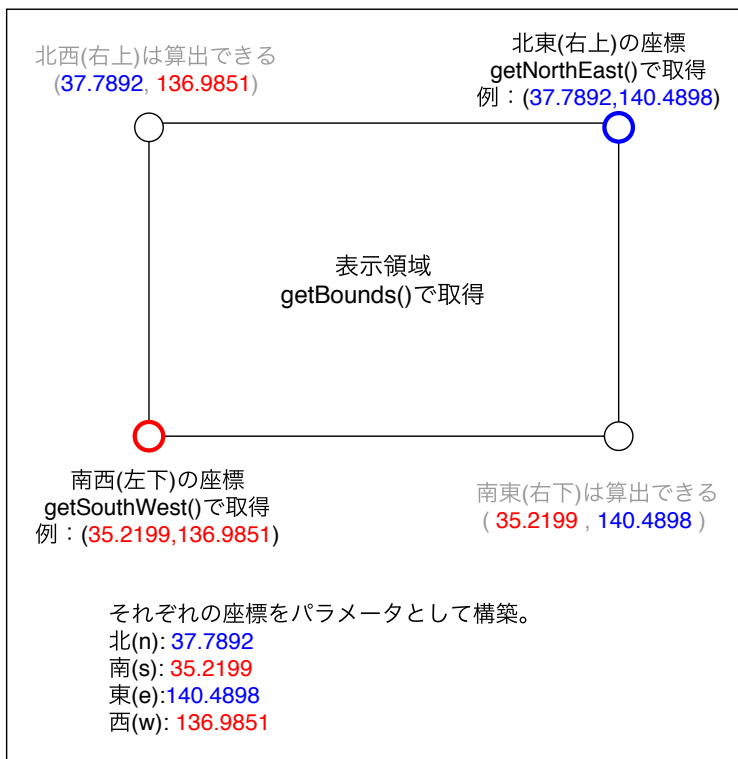 北西(右上)は算出できる
(37.7892, 136.9851)
北東(右上)の座標
getNorthEast()で取得
例：(37.7892,140.4898)
表示領域
getBounds()で取得
南西(左下)の座標
getSouthWest()で取得
例：(35.2199,136.9851)
南東(右下)は算出できる
( 35.2199 , 140.4898 )
それぞれの座標をパラメータとして構築。
北(n): 37.7892
南(s): 35.2199
東(e):140.4898
西(w): 136.9851